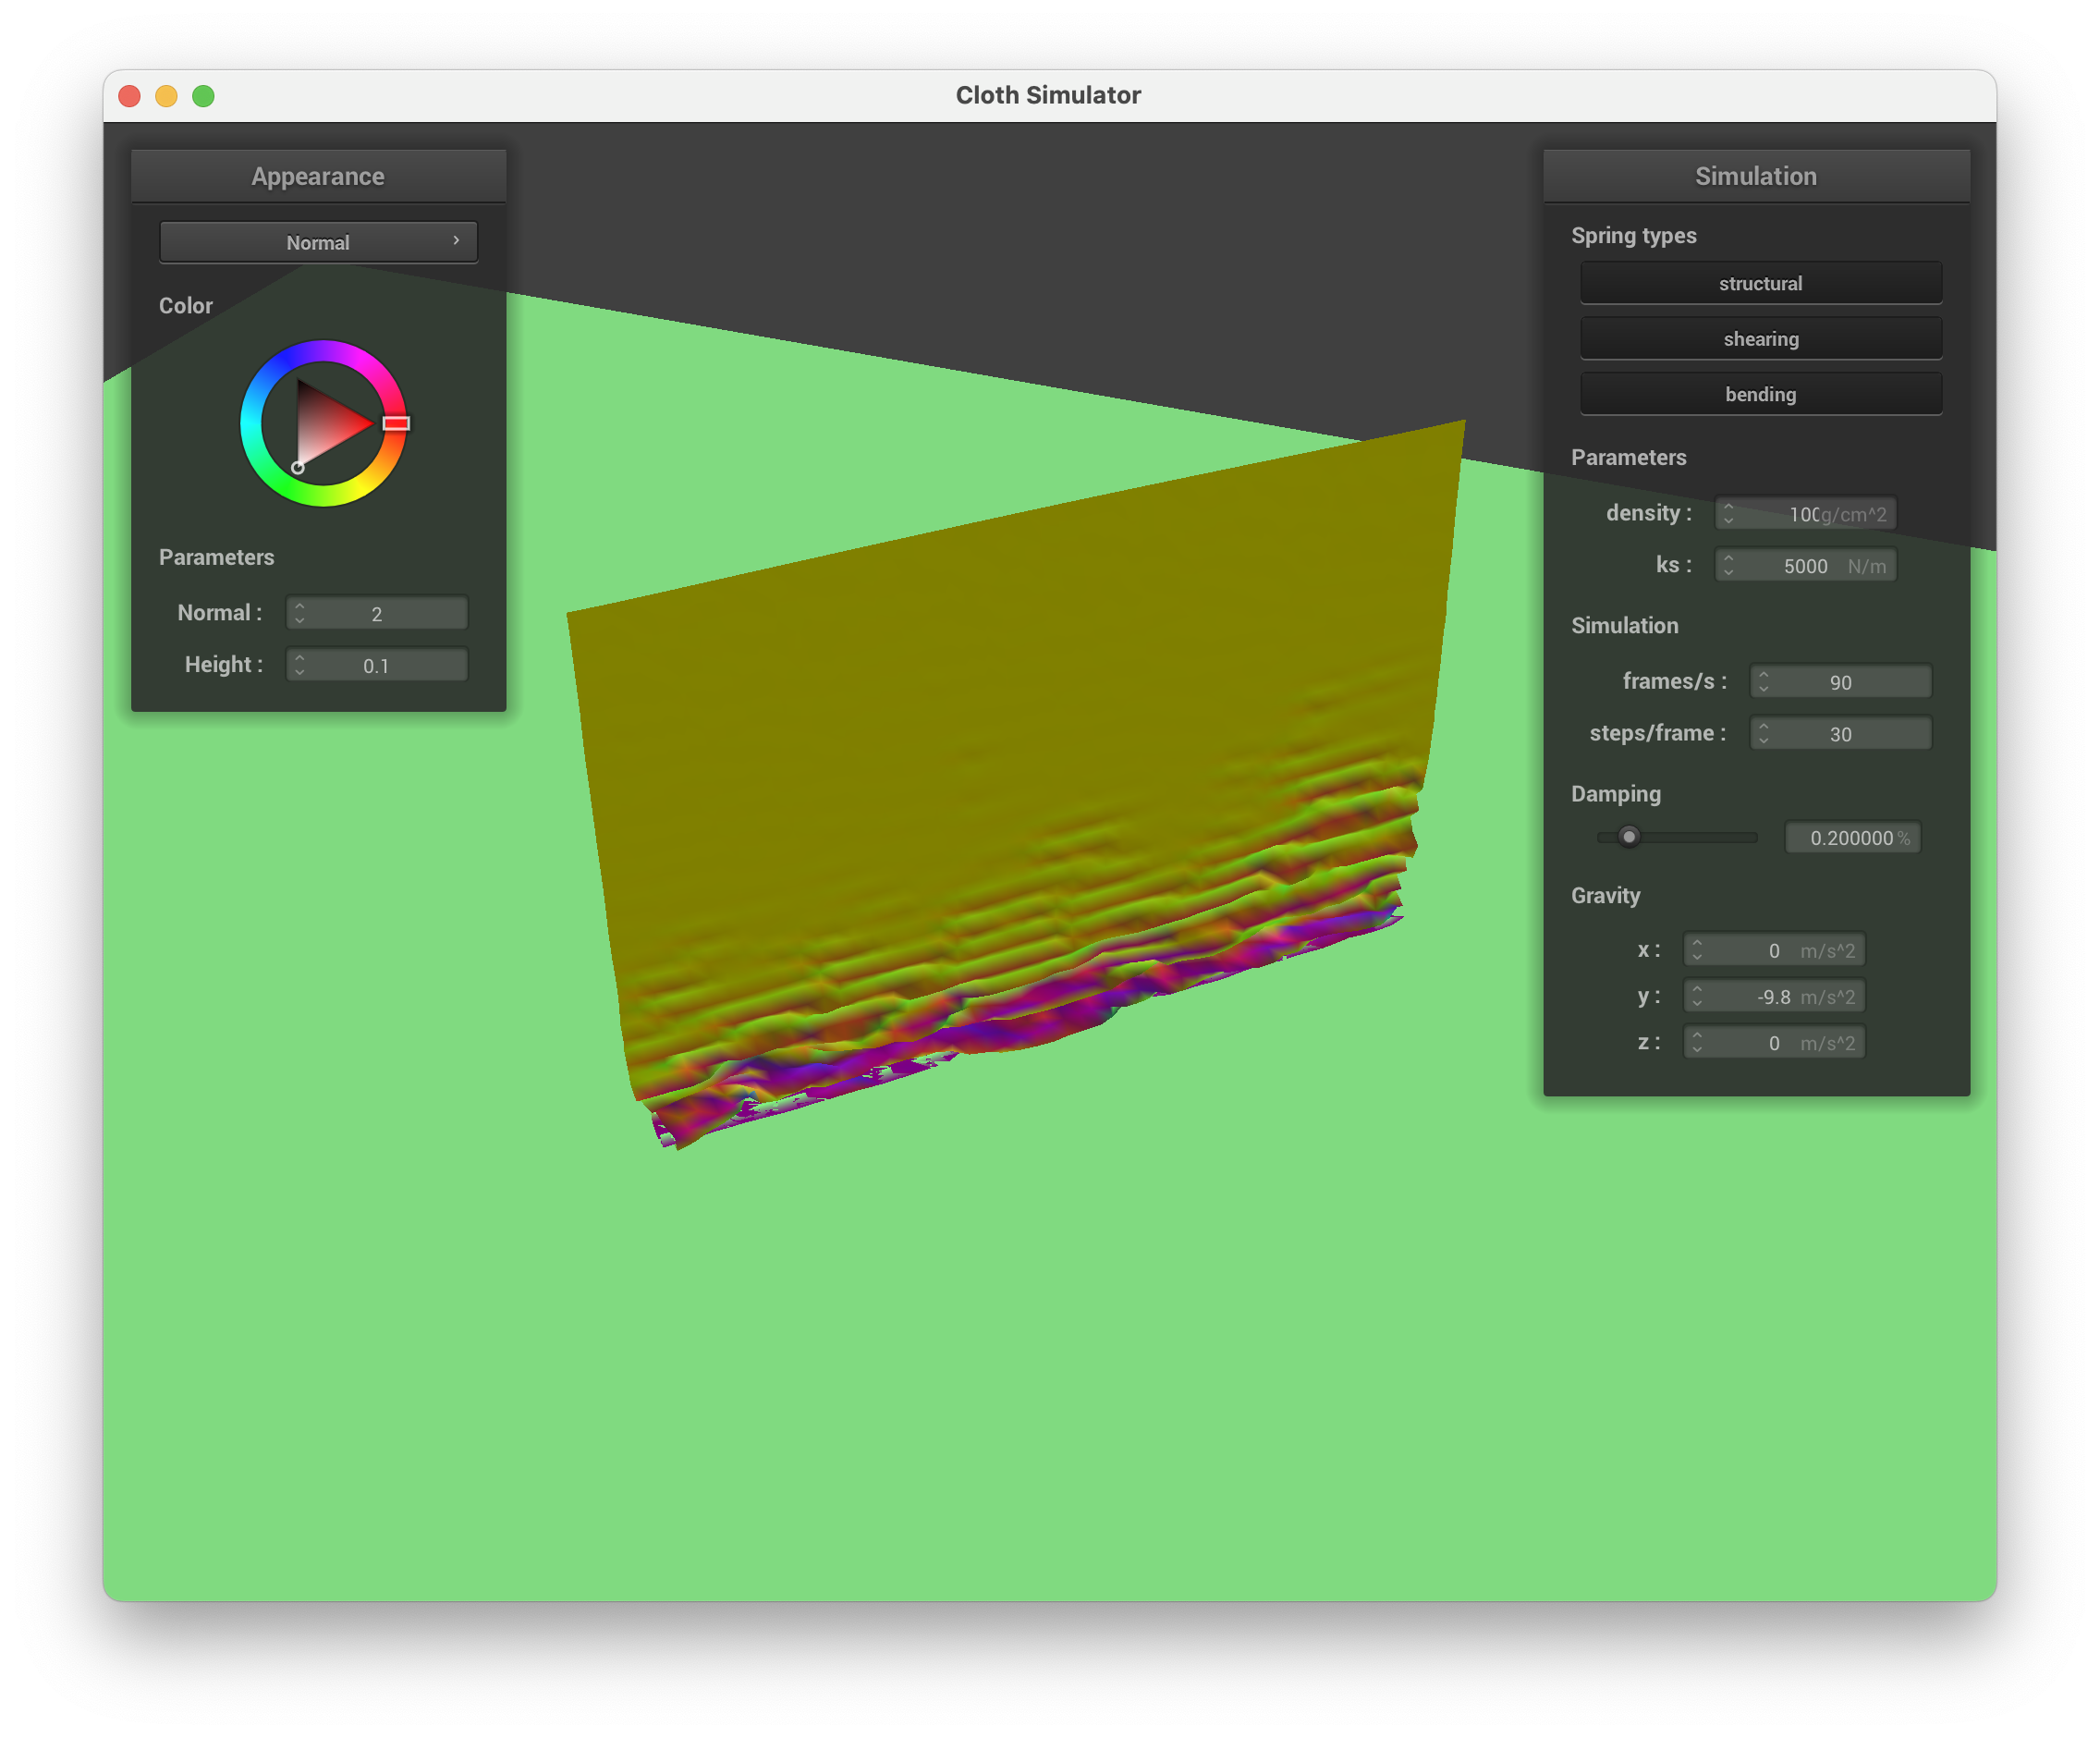 Cloth Simulator
Appearance
Normal
Color
Parameters
Normal :
2
Height :
0.1
Simulation
Spring types
structural
shearing
bending
Parameters
density :
100 g/cm^2
ks :
5000 N/m
Simulation
frames/s :
90
steps/frame :
30
Damping
0.200000 %
Gravity
x :
0 m/s^2
y :
-9.8 m/s^2
z :
0 m/s^2